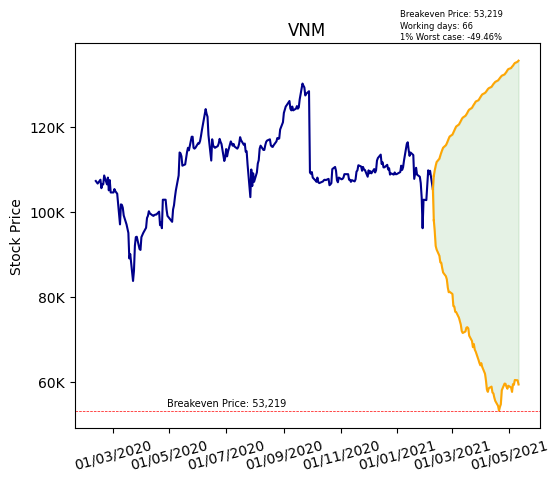 Breakeven Price: 53,219
Working days: 66
1% Worst case: -49.46%
VNM
Stock Price
120K
100K
80K
60K
Breakeven Price: 53,219
01/03/2020
01/05/2020
01/07/2020
01/09/2020
01/11/2020
01/01/2021
01/03/2021
01/05/2021